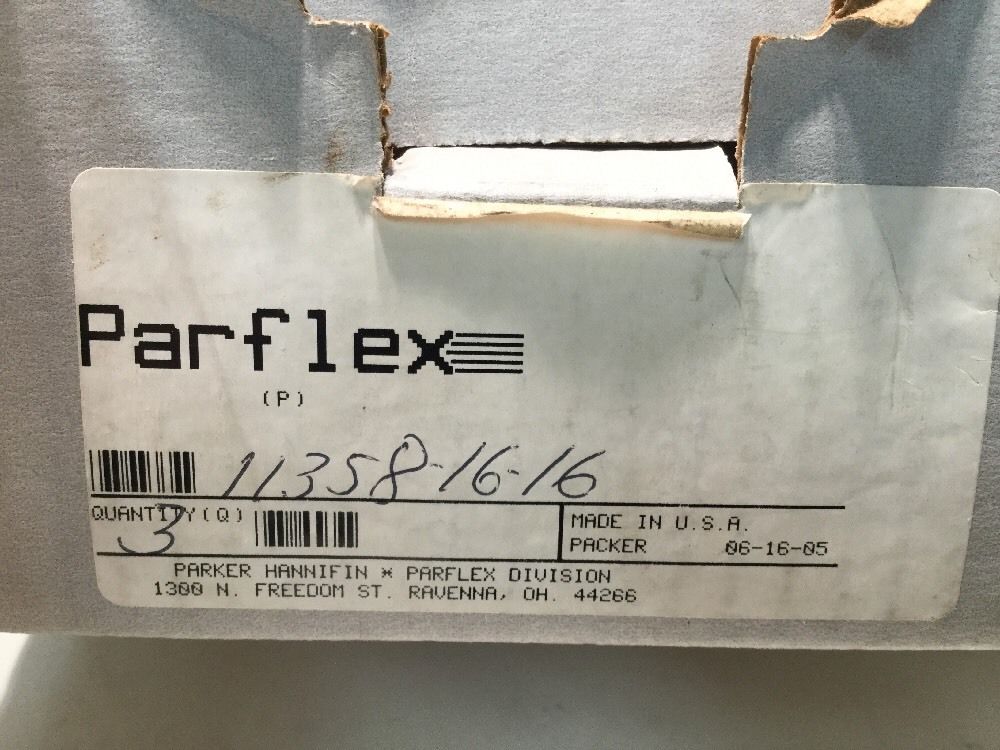 Parflex
(P)
11358-16-16
QUANTITY (Q)
3
MADE IN U.S.A.
PACKER 06-16-05
PARKER HANNIFIN * PARFLEX DIVISION
1300 N. FREEDOM ST. RAVENNA, OH. 44266